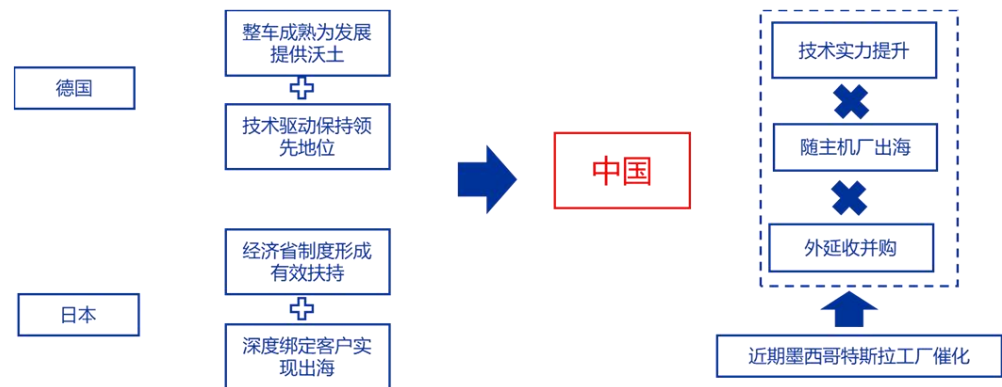 德国
整车成熟为发展
提供沃土
技术驱动保持领
先地位
日本
经济省制度形成
有效扶持
深度绑定客户实
现出海
中国
技术实力提升
随主机厂出海
外延收并购
近期墨西哥特斯拉工厂催化